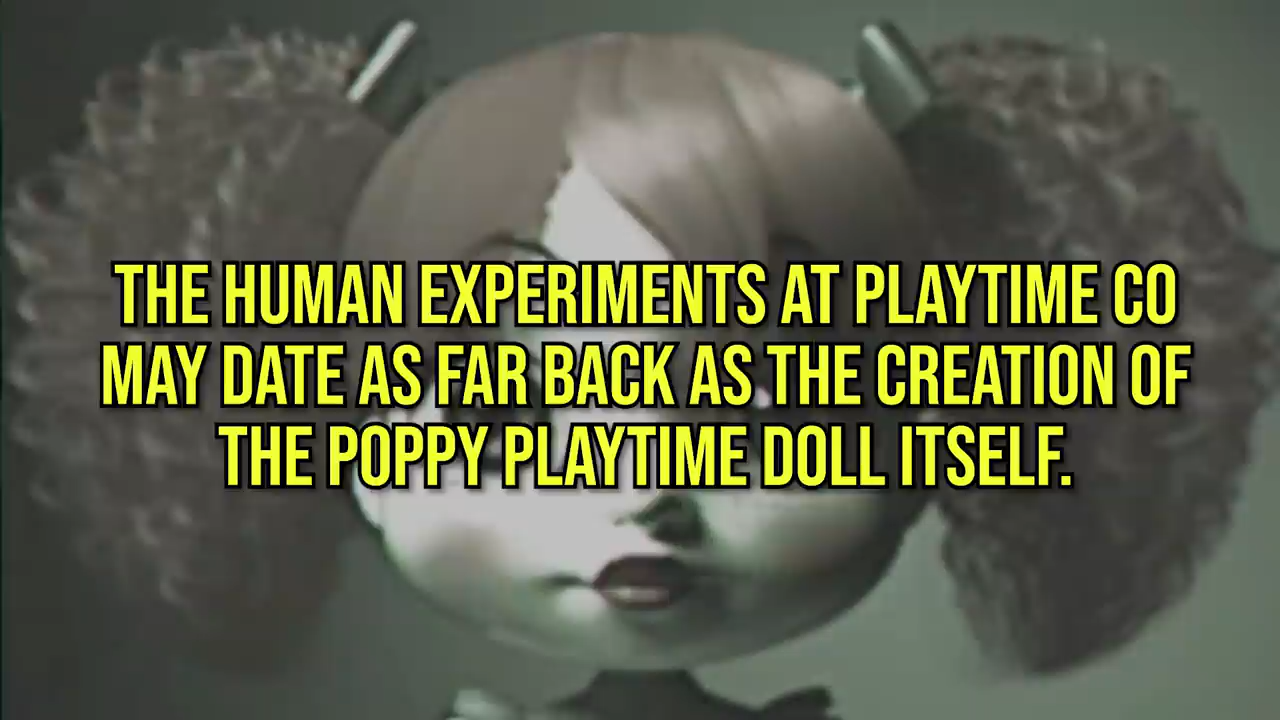 THE HUMAN EXPERIMENTS AT PLAYTIME CO
MAY DATE AS FAR BACK AS THE CREATION OF
THE POPPY PLAYTIME DOLL ITSELF.